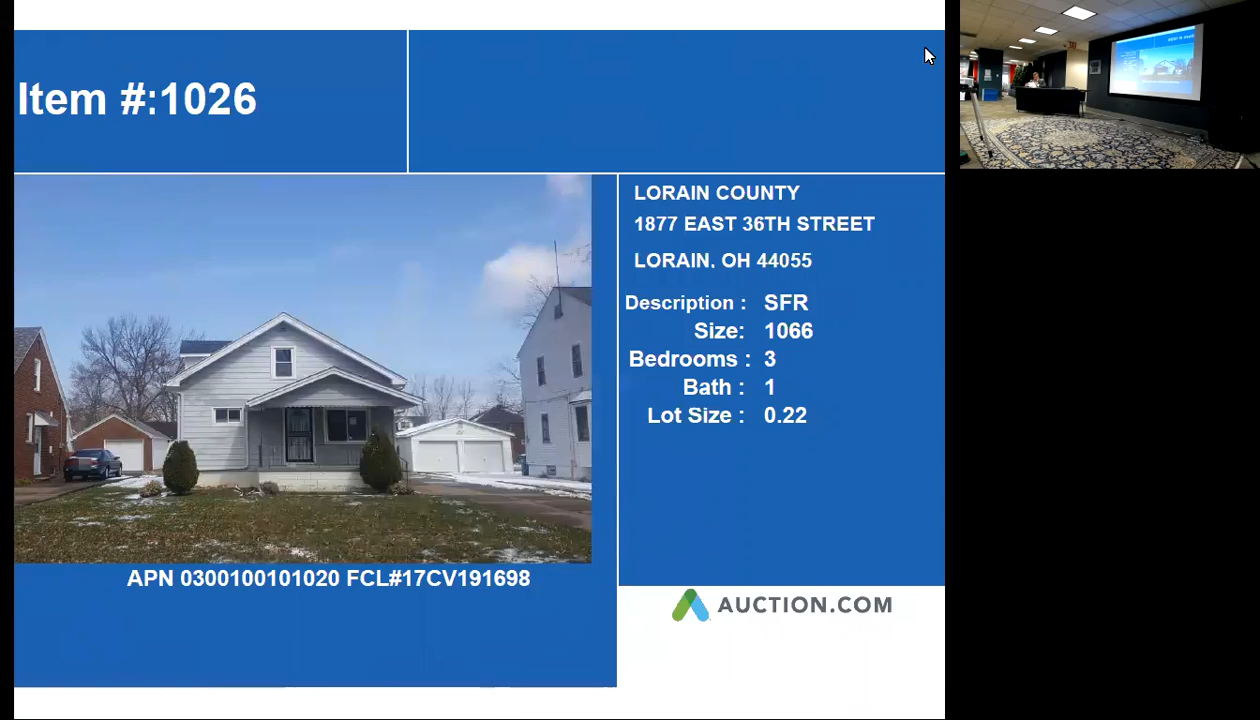 Item #:1026
LORAIN COUNTY
1877 EAST 36TH STREET
LORAIN. OH 44055
Description : SFR
Size: 1066
Bedrooms : 3
Bath : 1
Lot Size : 0.22
APN 0300100101020 FCL#17CV191698
AUCTION.COM